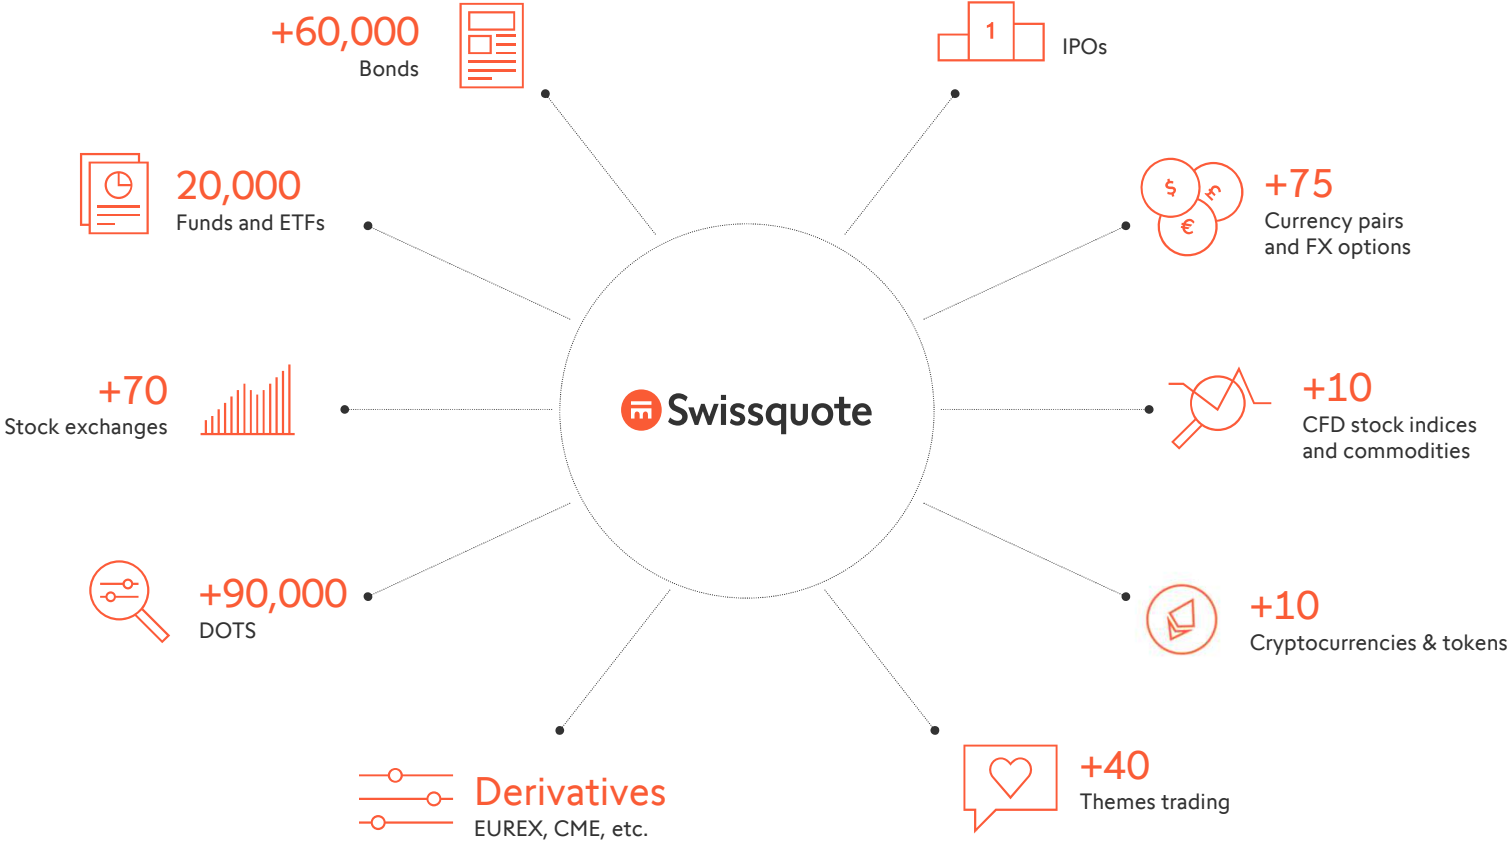 +60,000
Bonds
1
IPOs
20,000
Funds and ETFs
$
£
€
+75
Currency pairs
and FX options
+70
Stock exchanges
Swissquote
+10
CFD stock indices
and commodities
+90,000
DOTS
+10
Cryptocurrencies & tokens
Derivatives
EUREX, CME, etc.
+40
Themes trading